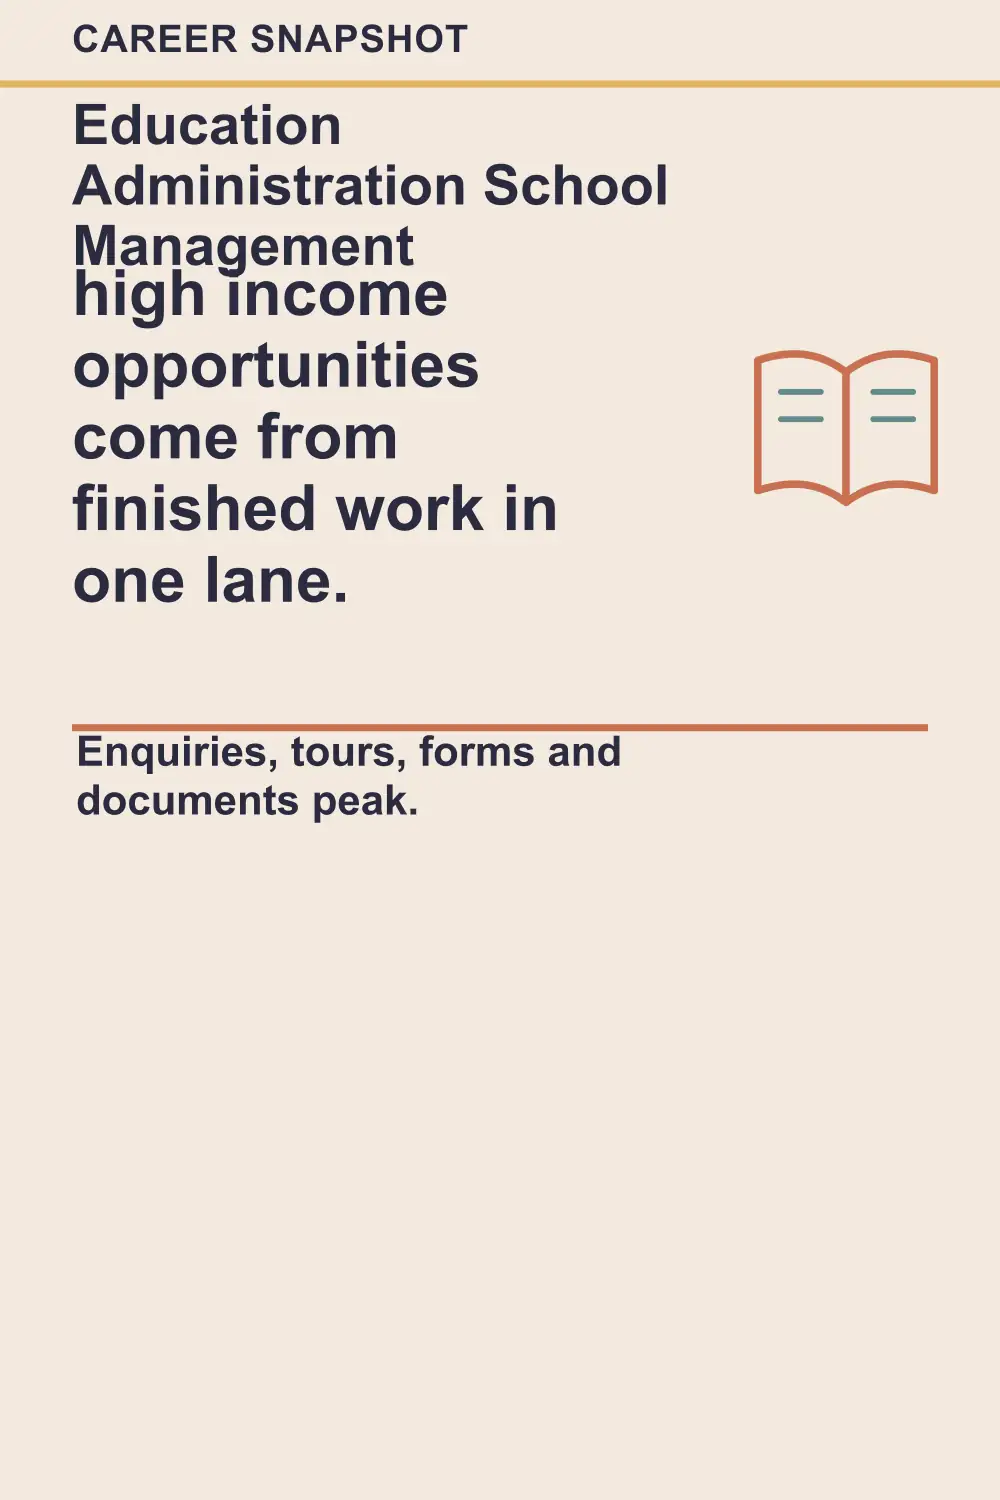 CAREER SNAPSHOT
Education
Administration School
Management
high income
opportunities
come from
finished work in
one lane.
Enquiries, tours, forms and
documents peak.